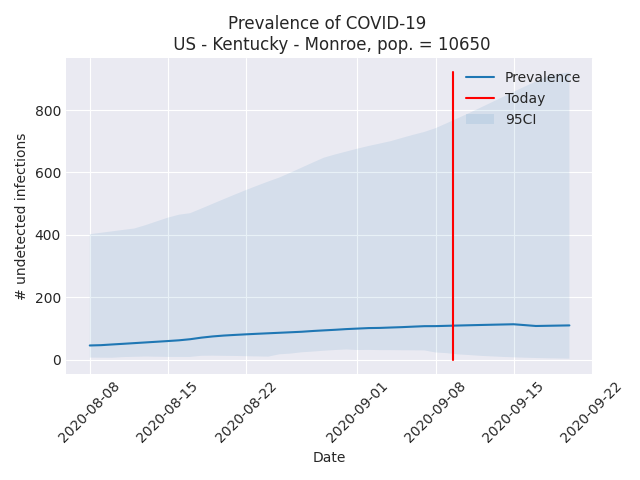 Prevalence of COVID-19
US - Kentucky - Monroe, pop. = 10650
Prevalence
Today
95CI
# undetected infections
800
600
400
200
0
2020-08-08
2020-08-15
2020-08-22
2020-09-01
2020-09-08
2020-09-15
2020-09-22
Date